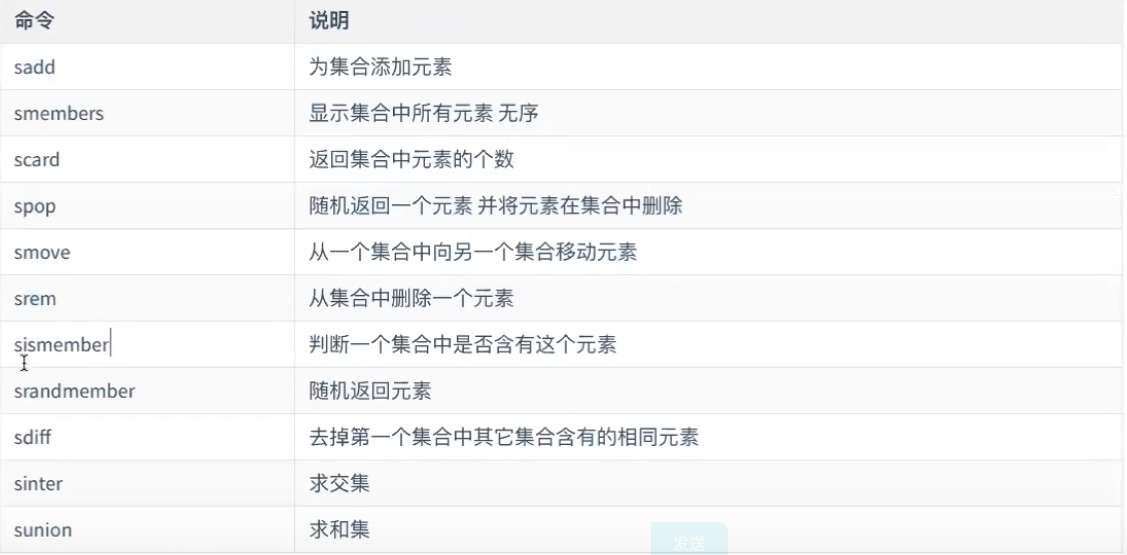 命令 说明
sadd 为集合添加元素
smembers 显示集合中所有元素 无序
scard 返回集合中元素的个数
spop 随机返回一个元素 并将元素在集合中删除
smove 从一个集合中向另一个集合移动元素
srem 从集合中删除一个元素
sismember 判断一个集合中是否含有这个元素
srandmember 随机返回元素
sdiff 去掉第一个集合中其它集合含有的相同元素
sinter 求交集
sunion 求和集
发送